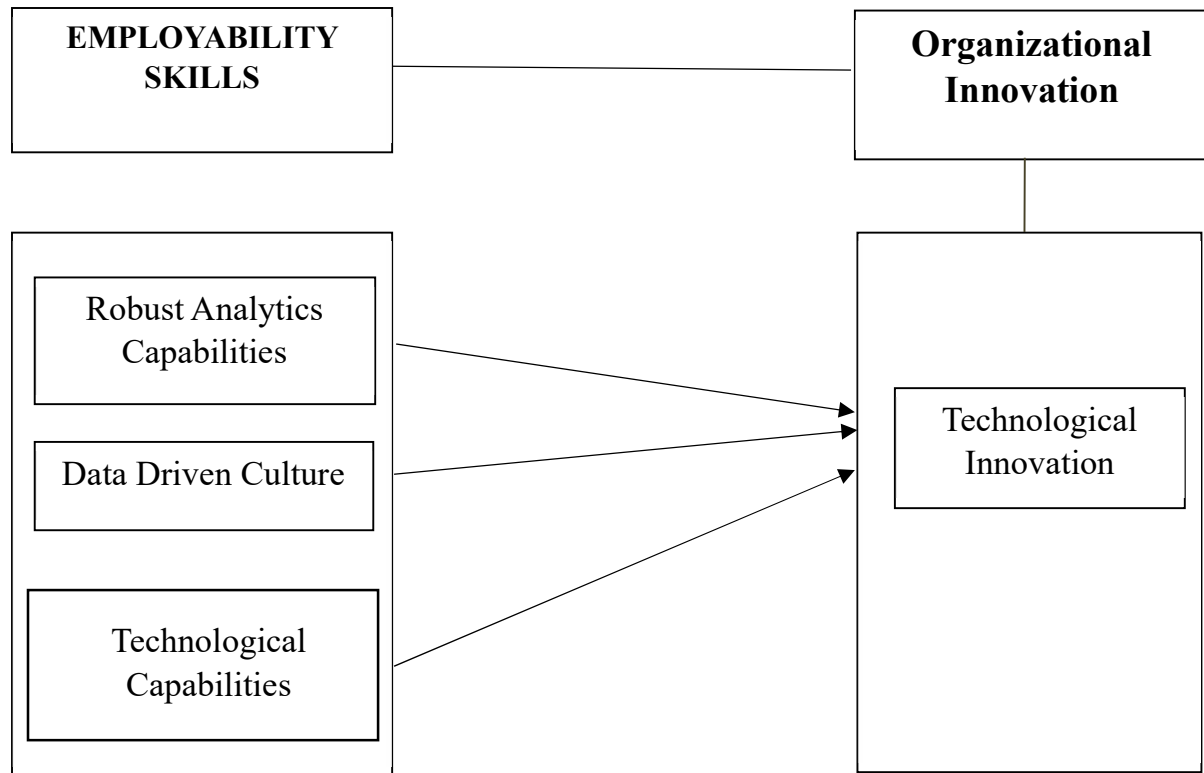 EMPLOYABILITY
SKILLS
Organizational
Innovation
Robust Analytics
Capabilities
Data Driven Culture
Technological
Capabilities
Technological
Innovation